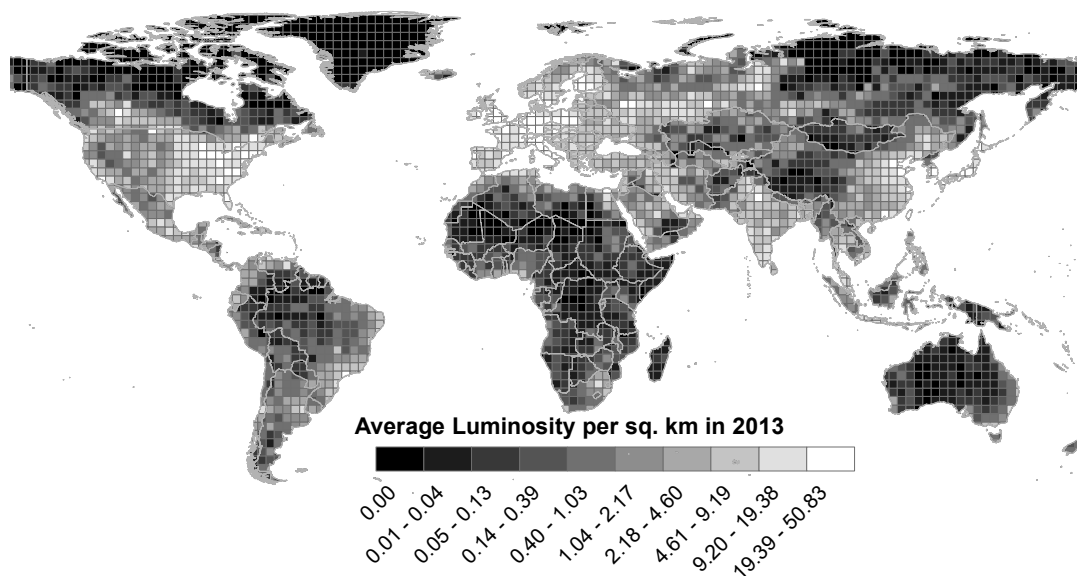 Average Luminosity per sq. km in 2013
0.00
0.01 - 0.04
0.05 - 0.13
0.14 - 0.39
0.40 - 1.03
1.04 - 2.17
2.18 - 4.60
4.61 - 9.19
9.20 - 19.38
19.39 - 50.83